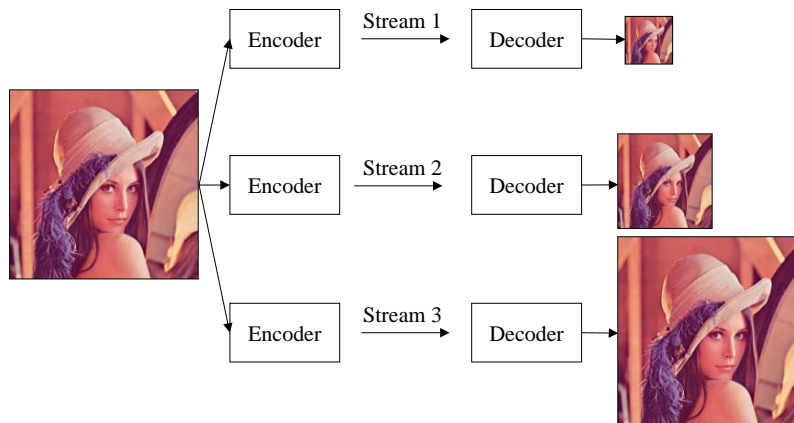 Stream 1
Encoder
Decoder
Stream 2
Encoder
Decoder
Stream 3
Encoder
Decoder